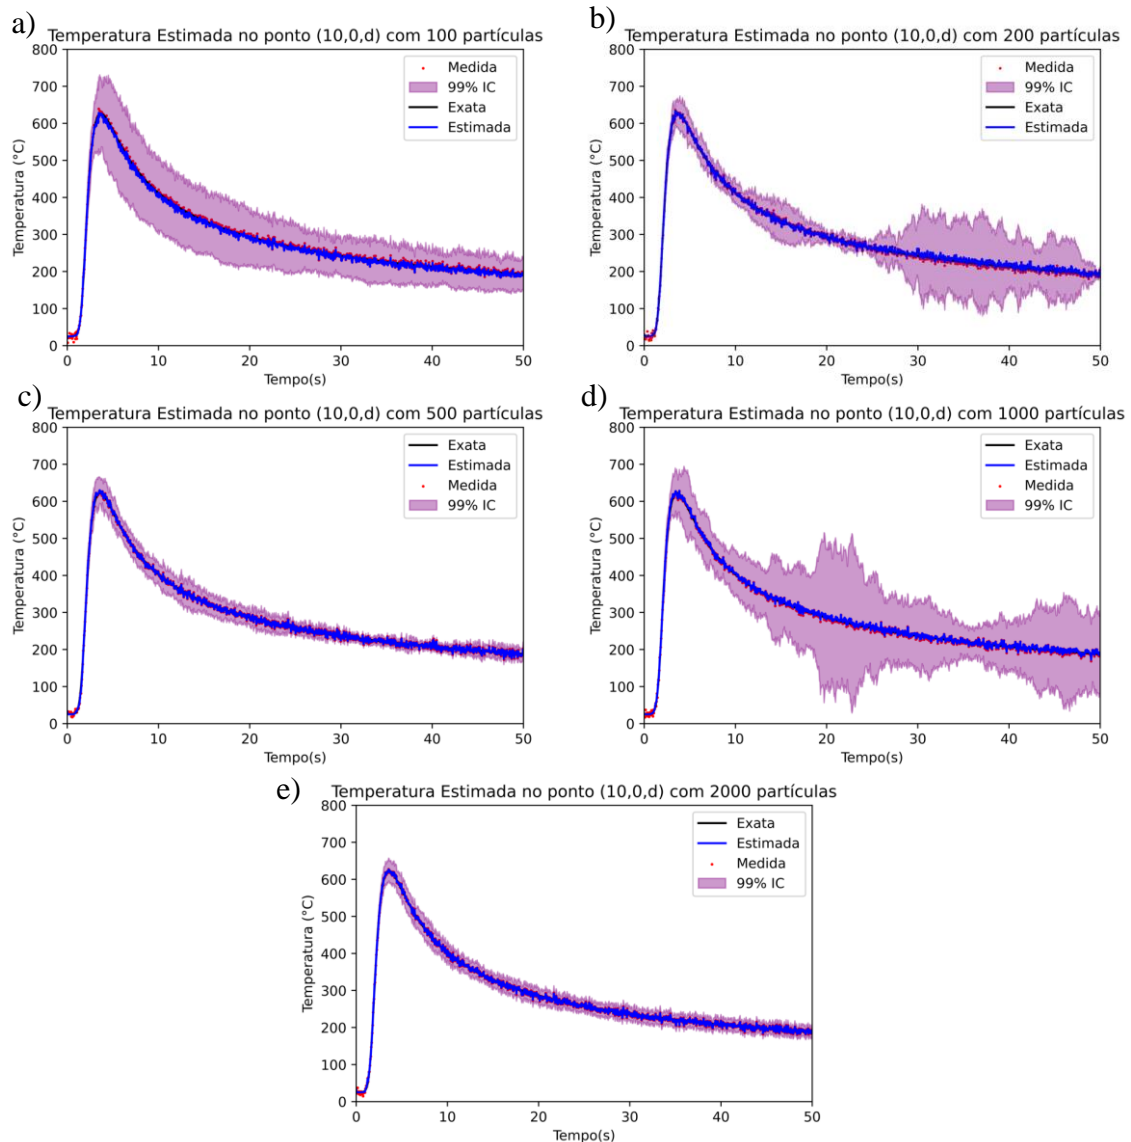 a)
Temperatura Estimada no ponto (10,0,d) com 100 partículas
800
700
600
500
400
300
200
100
0
Temperatura (°C)
Medida
99% IC
Exata
Estimada
0 10 20 30 40 50
Tempo(s)
b)
Temperatura Estimada no ponto (10,0,d) com 200 partículas
800
700
600
500
400
300
200
100
0
Temperatura (°C)
Medida
99% IC
Exata
Estimada
0 10 20 30 40 50
Tempo(s)
c)
Temperatura Estimada no ponto (10,0,d) com 500 partículas
800
700
600
500
400
300
200
100
0
Temperatura (°C)
Exata
Estimada
Medida
99% IC
0 10 20 30 40 50
Tempo(s)
d)
Temperatura Estimada no ponto (10,0,d) com 1000 partículas
800
700
600
500
400
300
200
100
0
Temperatura (°C)
Exata
Estimada
Medida
99% IC
0 10 20 30 40 50
Tempo(s)
e)
Temperatura Estimada no ponto (10,0,d) com 2000 partículas
800
700
600
500
400
300
200
100
0
Temperatura (°C)
Exata
Estimada
Medida
99% IC
0 10 20 30 40 50
Tempo(s)